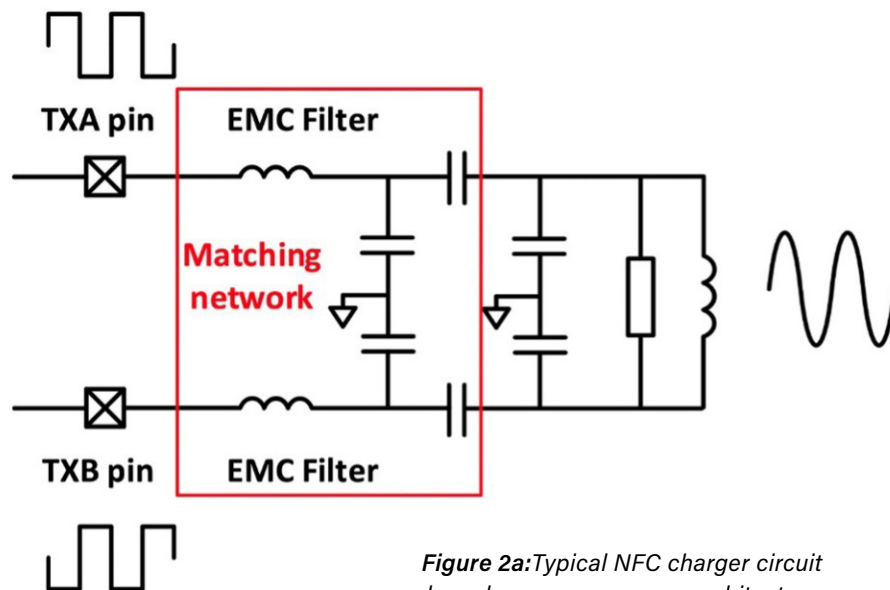 TXA pin
EMC Filter
Matching
network
TXB pin
EMC Filter
Figure 2a:Typical NFC charger circuit